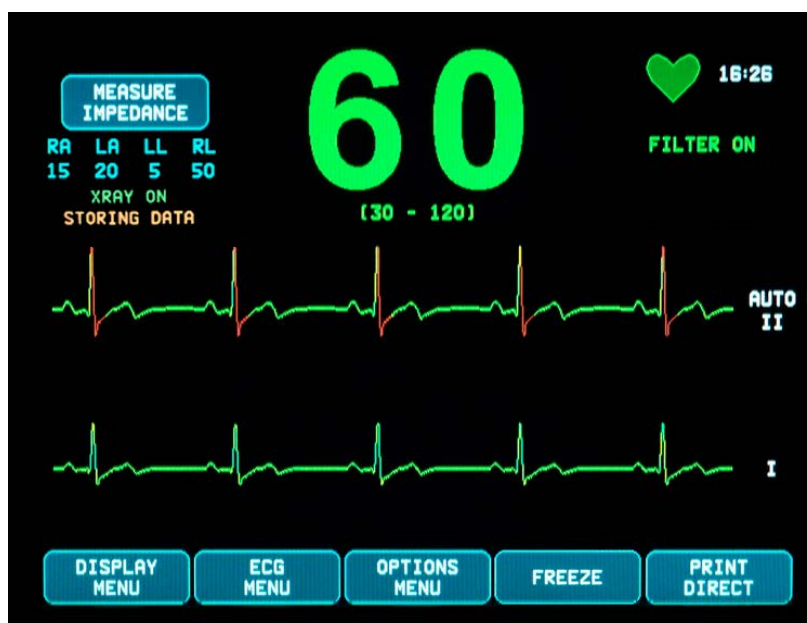 MEASURE
IMPEDANCE
60
16:26
RA LA LL RL
15 20 5 50
FILTER ON
XRAY ON
STORING DATA
(30 - 120)
AUTO
II
I
DISPLAY
MENU
ECG
MENU
OPTIONS
MENU
FREEZE
PRINT
DIRECT